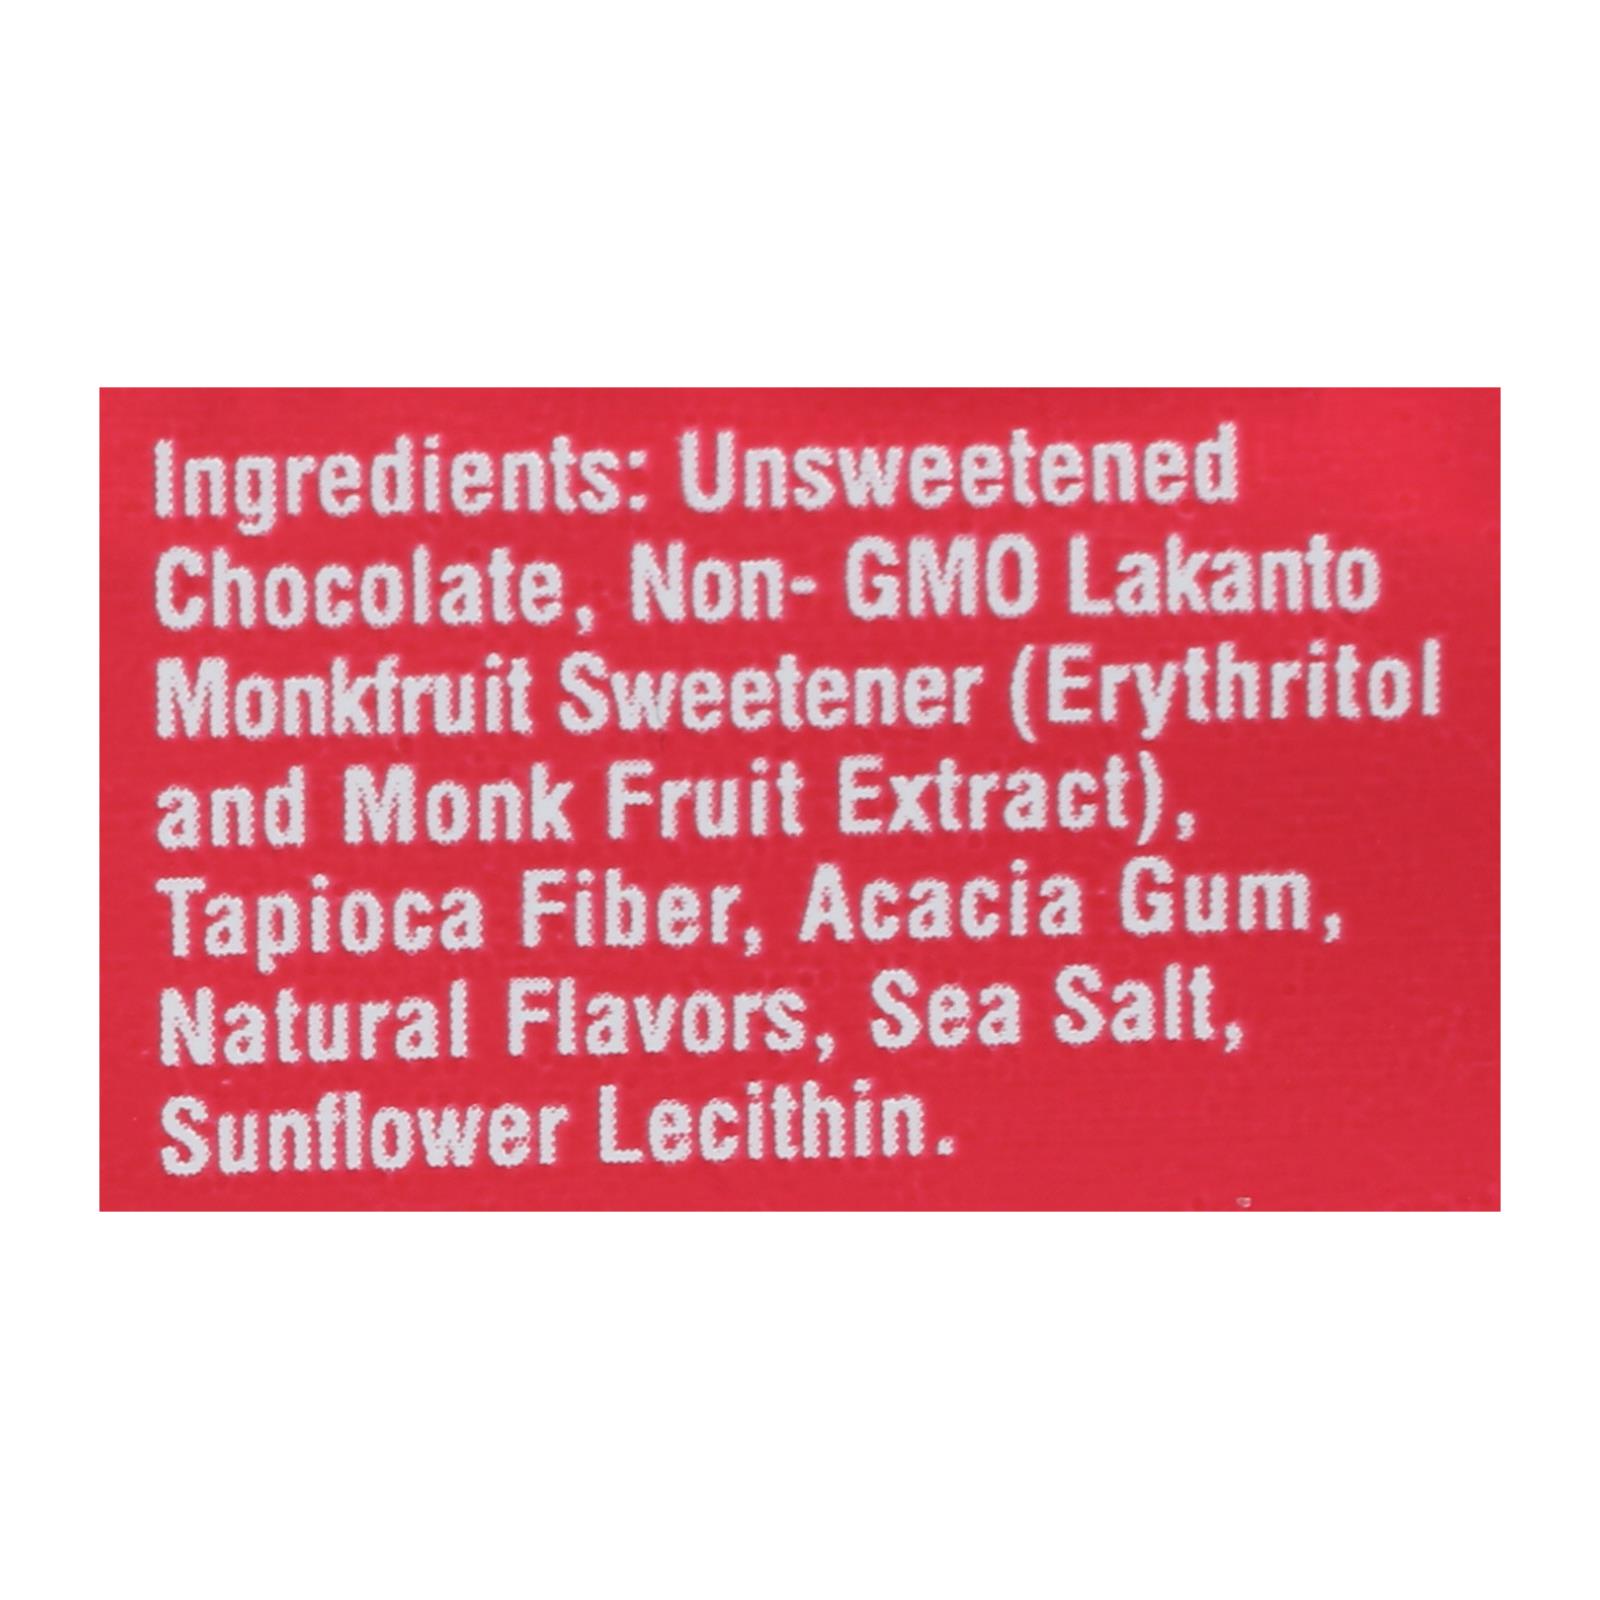 Ingredients: Unsweetened
Chocolate, Non- GMO Lakanto
Monkfruit Sweetener (Erythritol
and Monk Fruit Extract),
Tapioca Fiber, Acacia Gum,
Natural Flavors, Sea Salt,
Sunflower Lecithin.